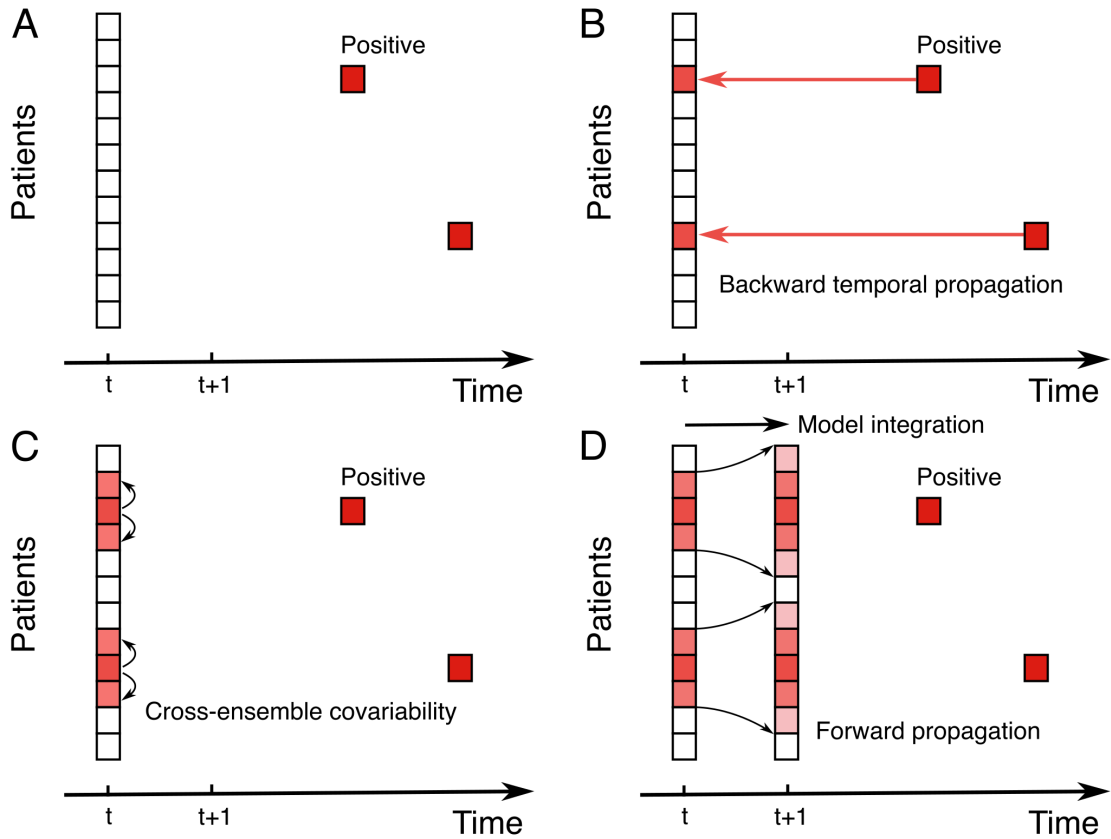 A
Positive
Patients
t
t+1
Time
B
Positive
Patients
Backward temporal propagation
t
t+1
Time
C
Positive
Patients
Cross-ensemble covariability
t
t+1
Time
D
Model integration
Positive
Patients
Forward propagation
t
t+1
Time